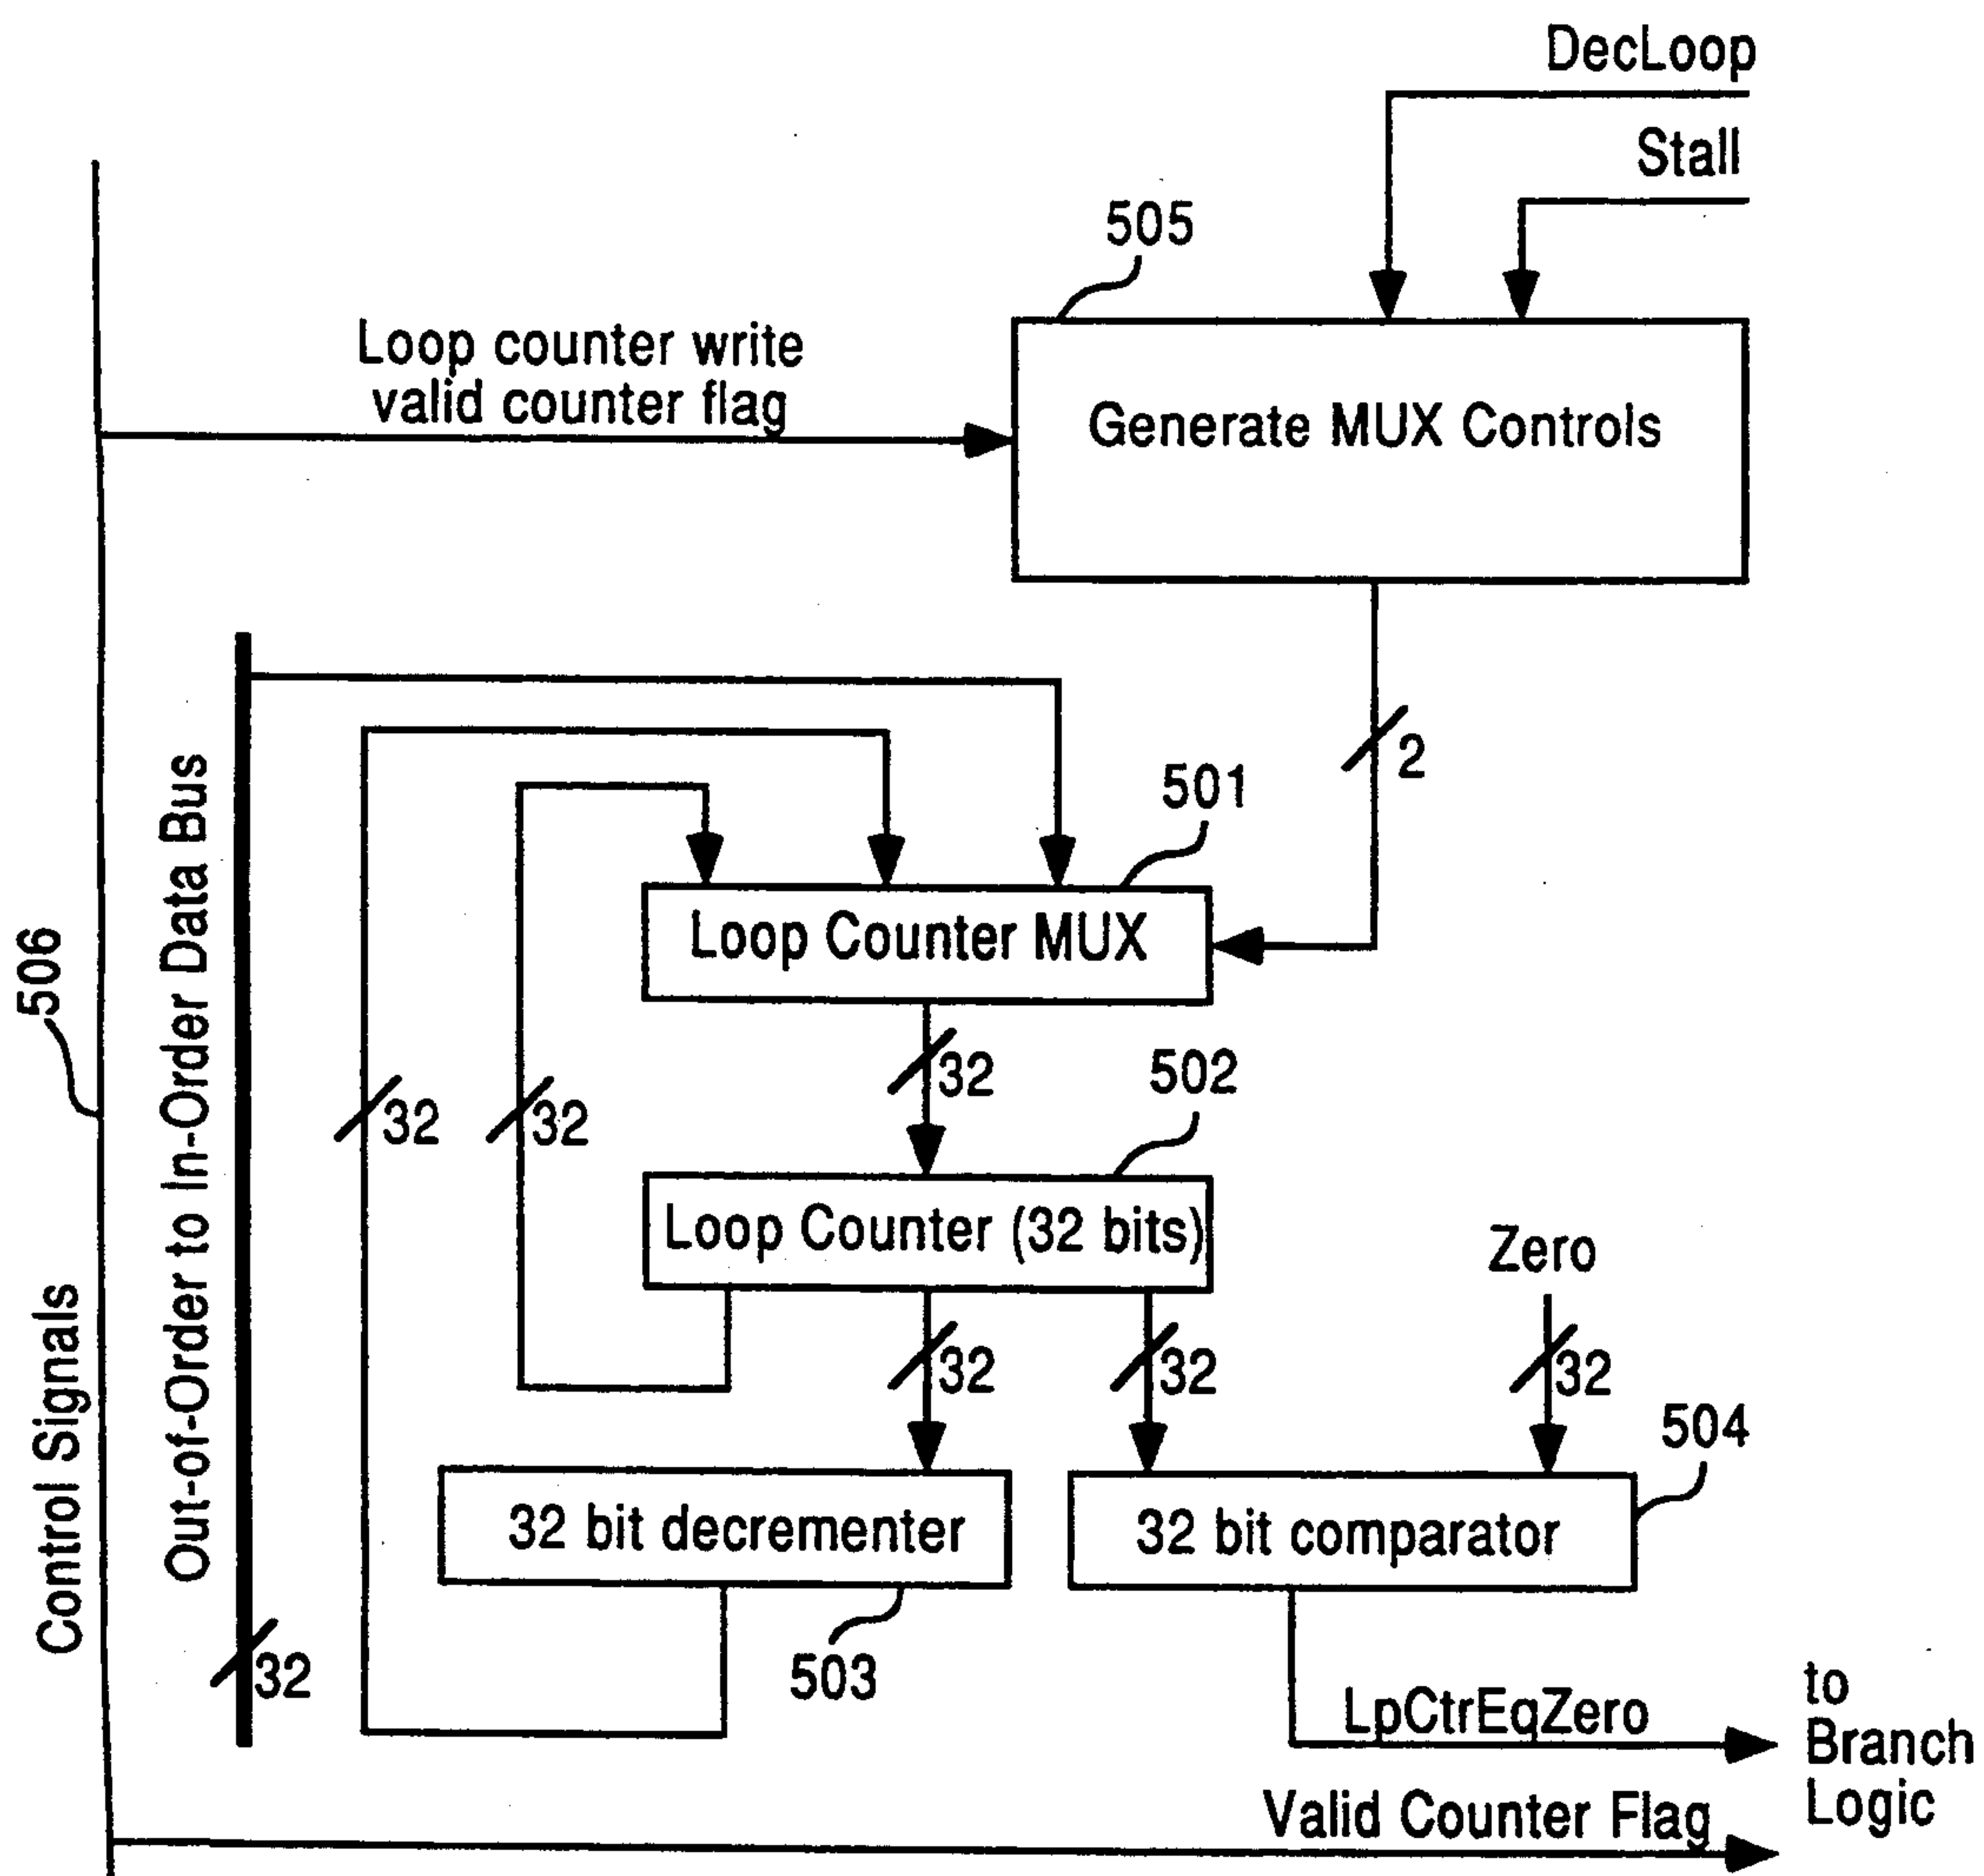 DecLoop
Stall
505
Loop counter write
valid counter flag
Generate MUX Controls
2
501
Loop Counter MUX
506
Control Signals
Out-of-Order to In-Order Data Bus
32
32
32
32
502
Loop Counter (32 bits)
Zero
32
32
32
504
32 bit decrementer
32 bit comparator
503
LpCtrEqZero
to
Branch
Logic
Valid Counter Flag